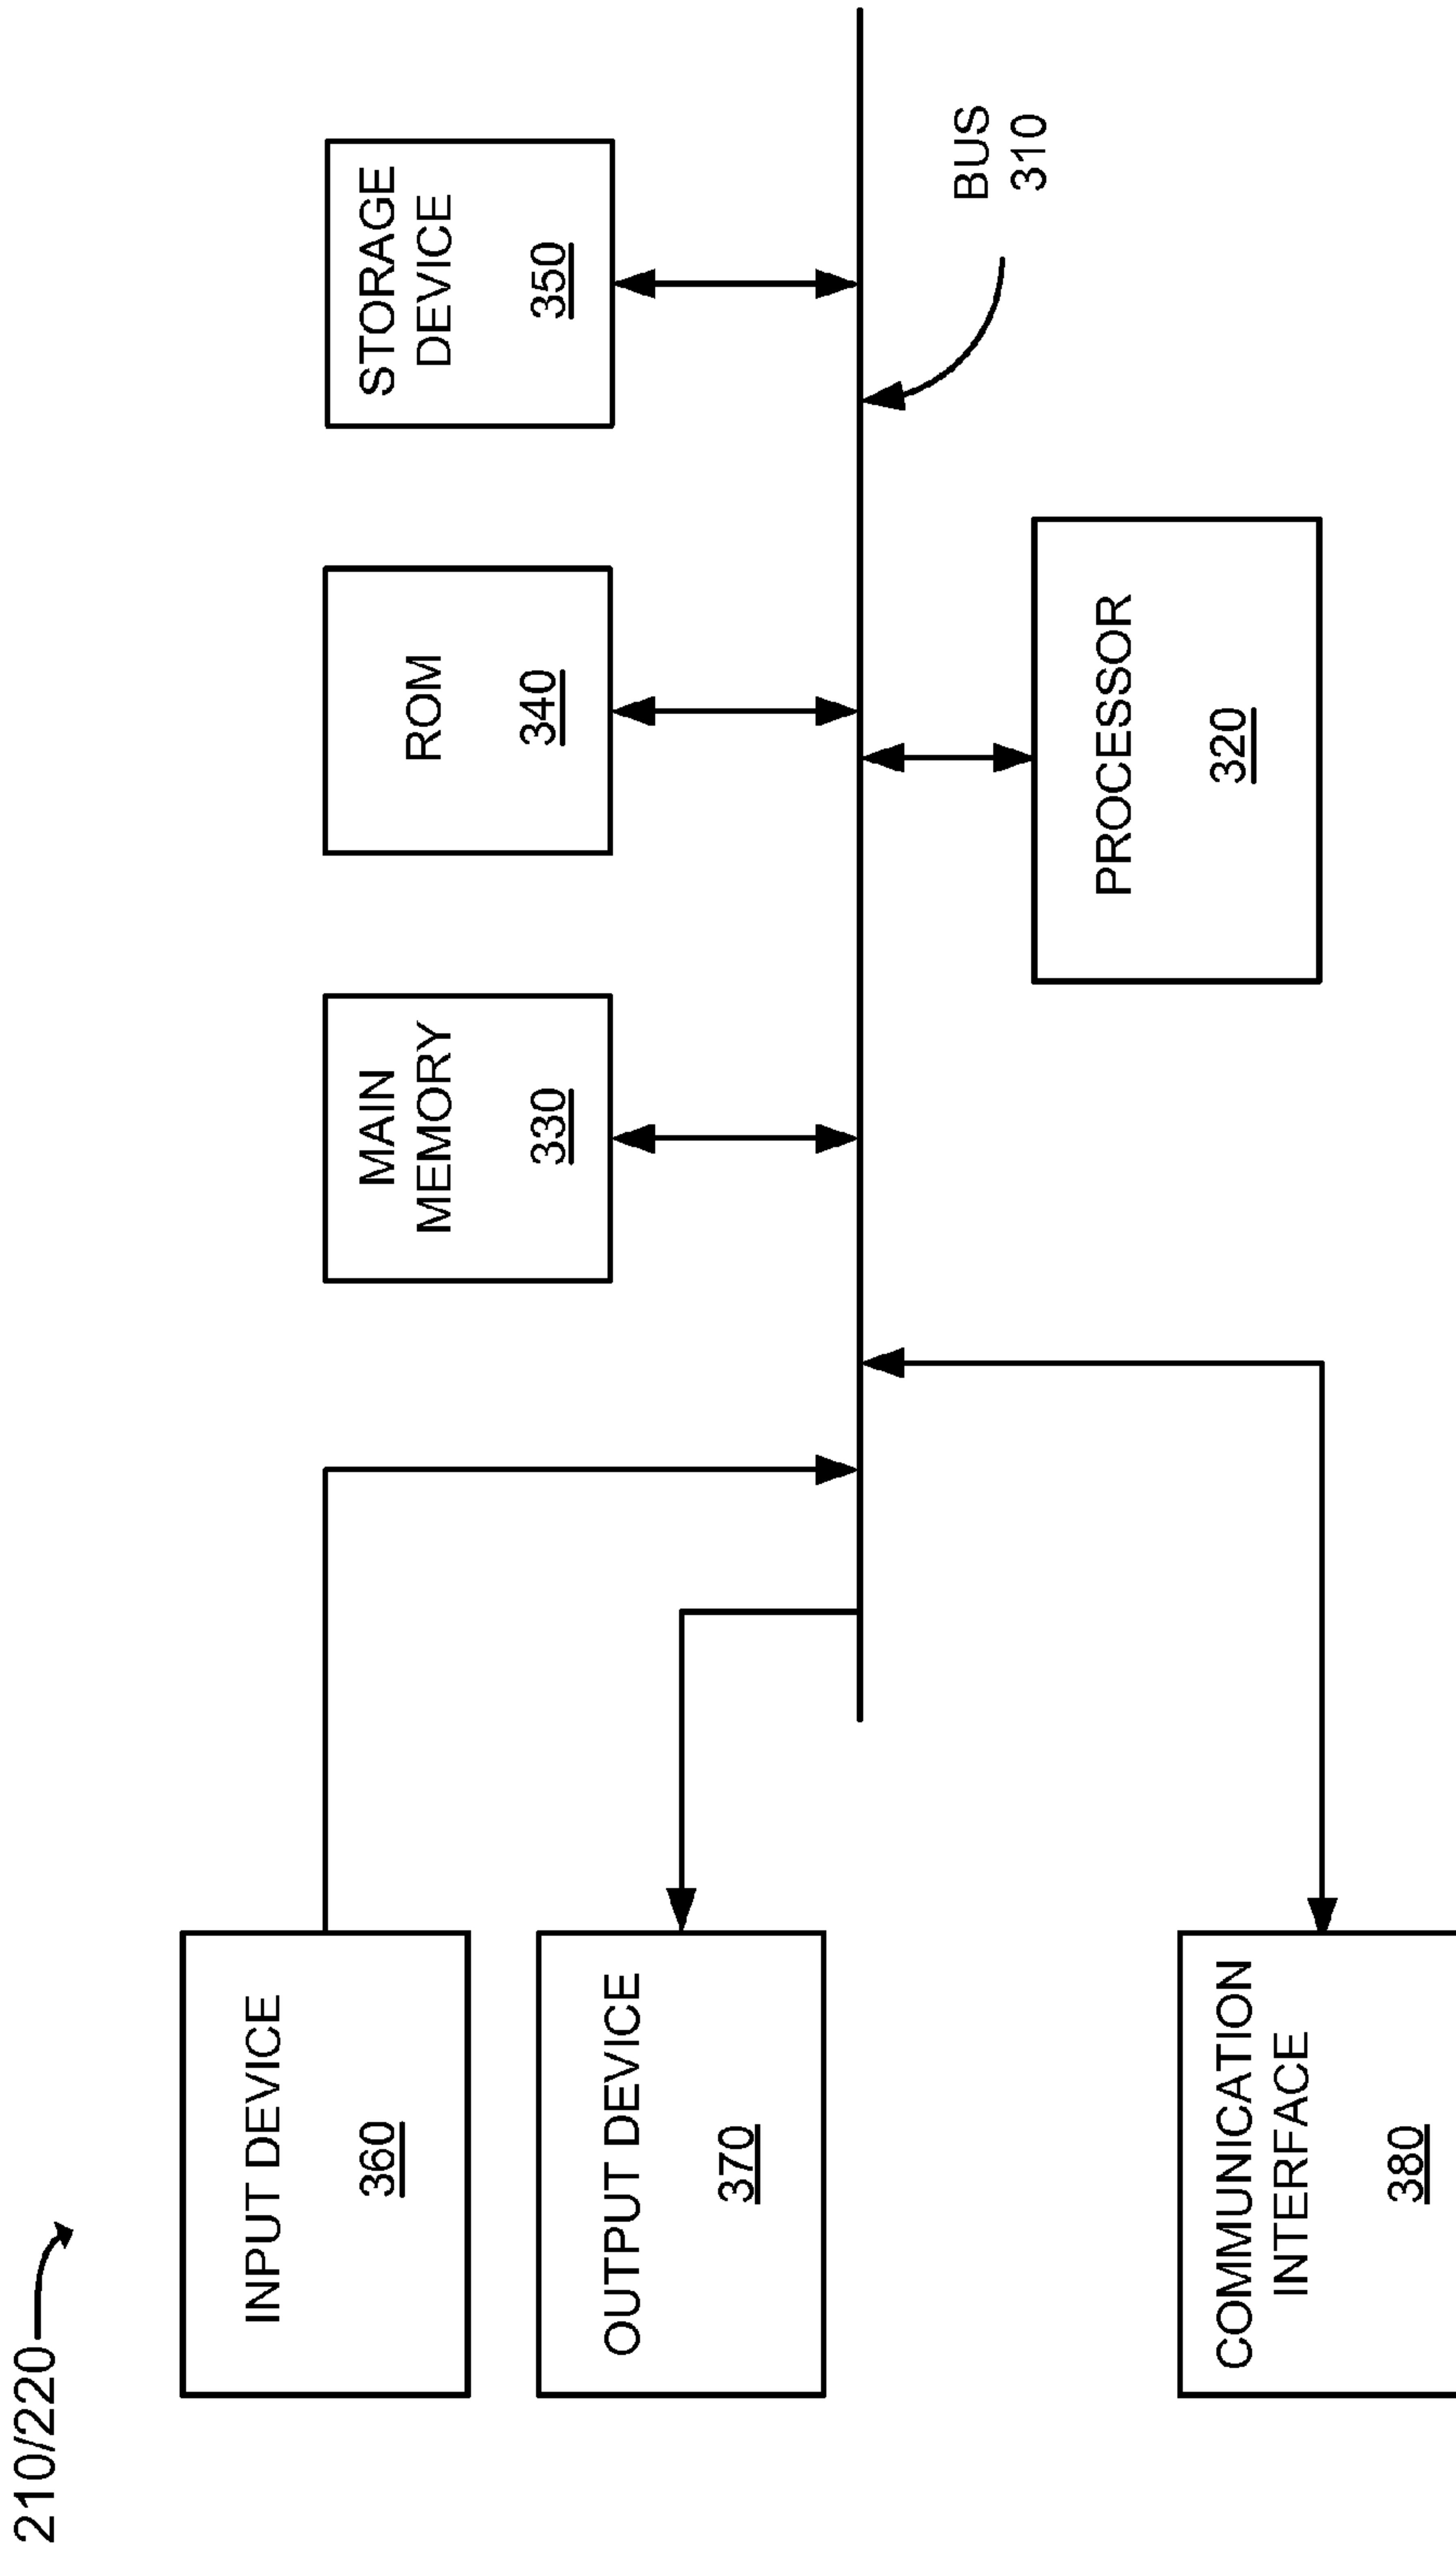 210/220
INPUT DEVICE
360
MAIN
MEMORY
330
ROM
340
STORAGE
DEVICE
350
OUTPUT DEVICE
370
BUS
310
PROCESSOR
320
COMMUNICATION
INTERFACE
380